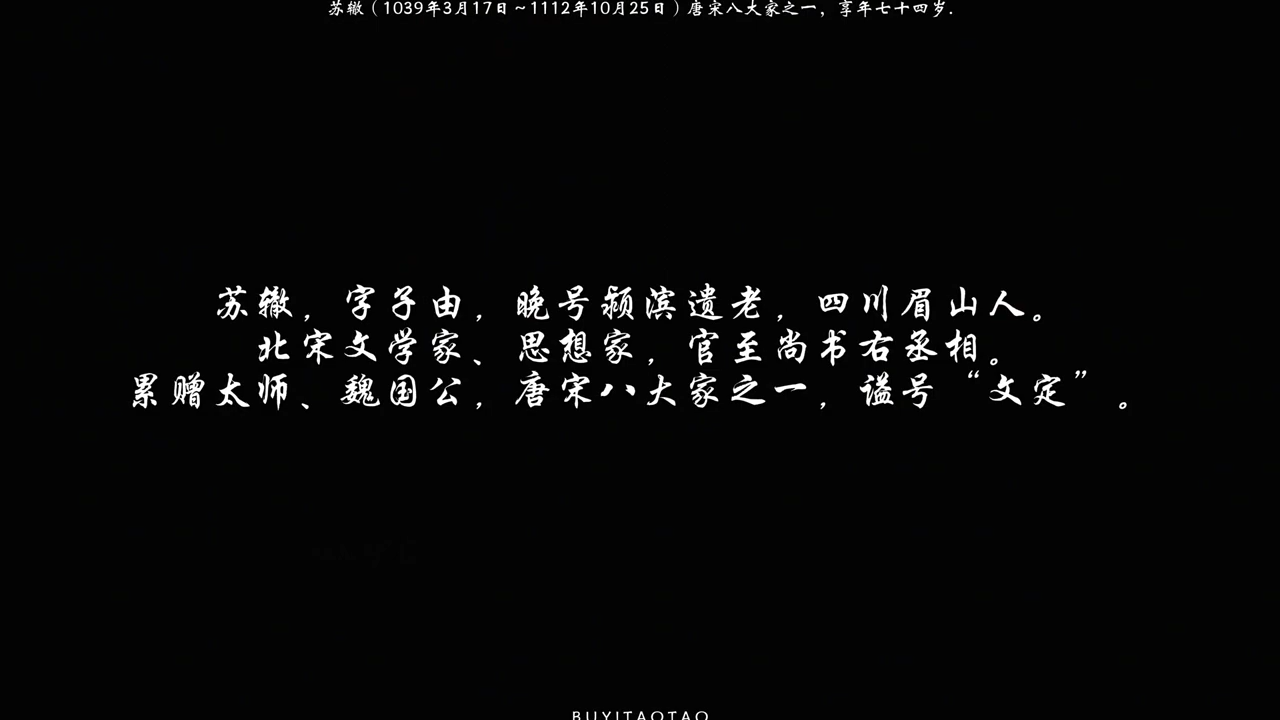 苏辙（1039年3月17日~1112年10月25日）唐宋八大家之一，享年七十四岁.
苏辙，字子由，晚号颍滨遗老，四川眉山人。
北宋文学家、思想家，官至尚书右丞相。
累赠太师、魏国公，唐宋八大家之一，谥号“文定”。
BUYITAOTAO